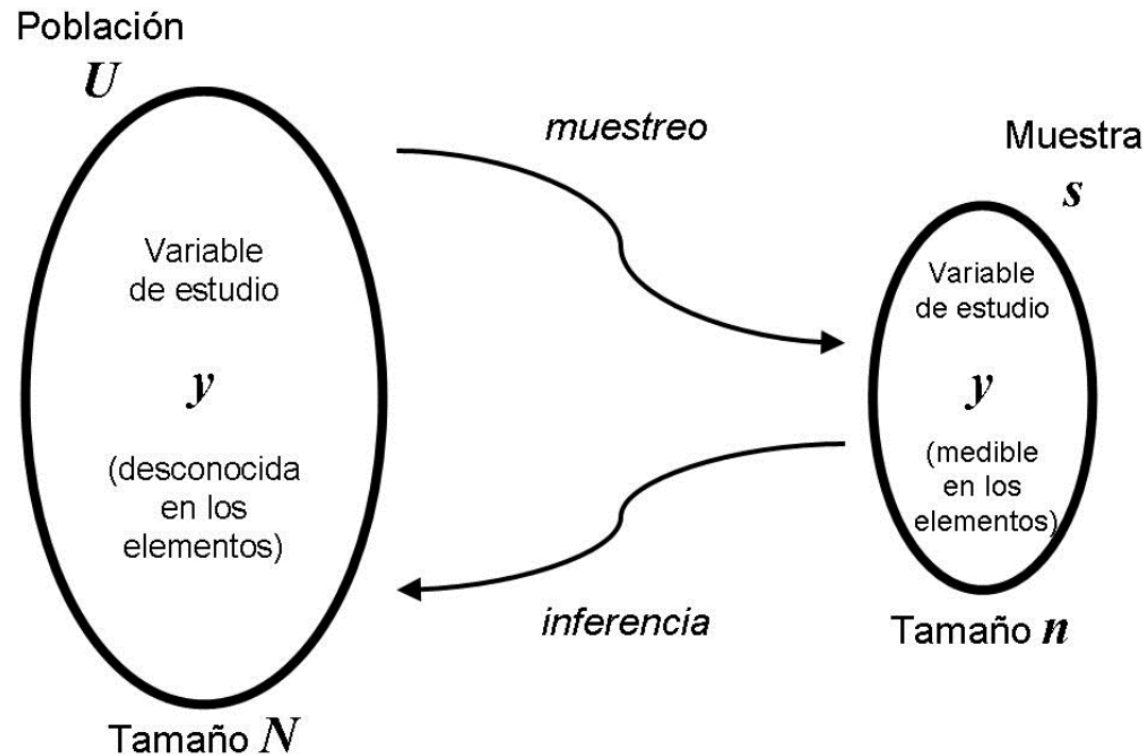 Población
U
Variable
de estudio
y
(desconocida
en los
elementos)
Tamaño N
muestreo
inferencia
Muestra
s
Variable
de estudio
y
(medible
en los
elementos)
Tamaño n